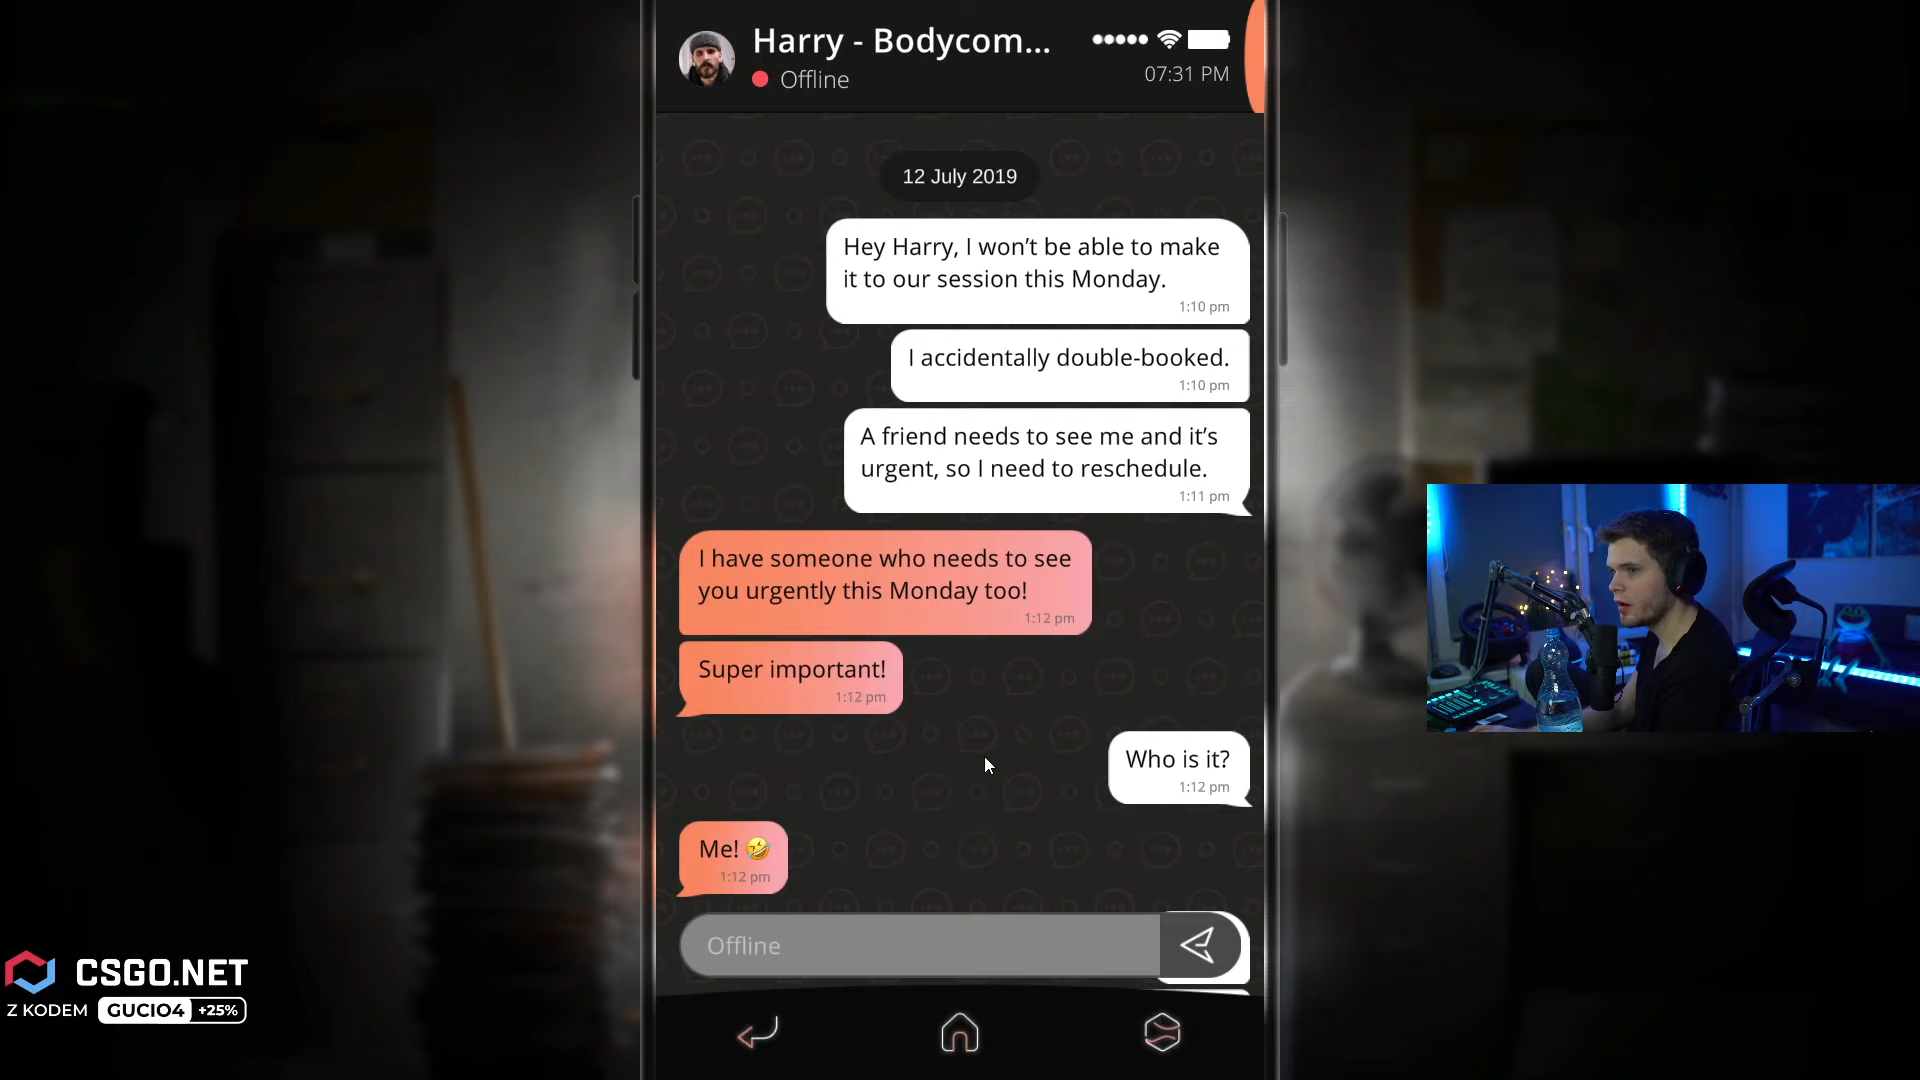 Harry - Bodycom...
Offline
07:31 PM
12 July 2019
Hey Harry, I won’t be able to make
it to our session this Monday.
1:10 pm
I accidentally double-booked.
1:10 pm
A friend needs to see me and it’s
urgent, so I need to reschedule.
1:11 pm
I have someone who needs to see
you urgently this Monday too!
1:12 pm
Super important!
1:12 pm
Who is it?
1:12 pm
Me! 🤣
1:12 pm
Offline
CSGO.NET
Z KODEM GUCIO4 +25%